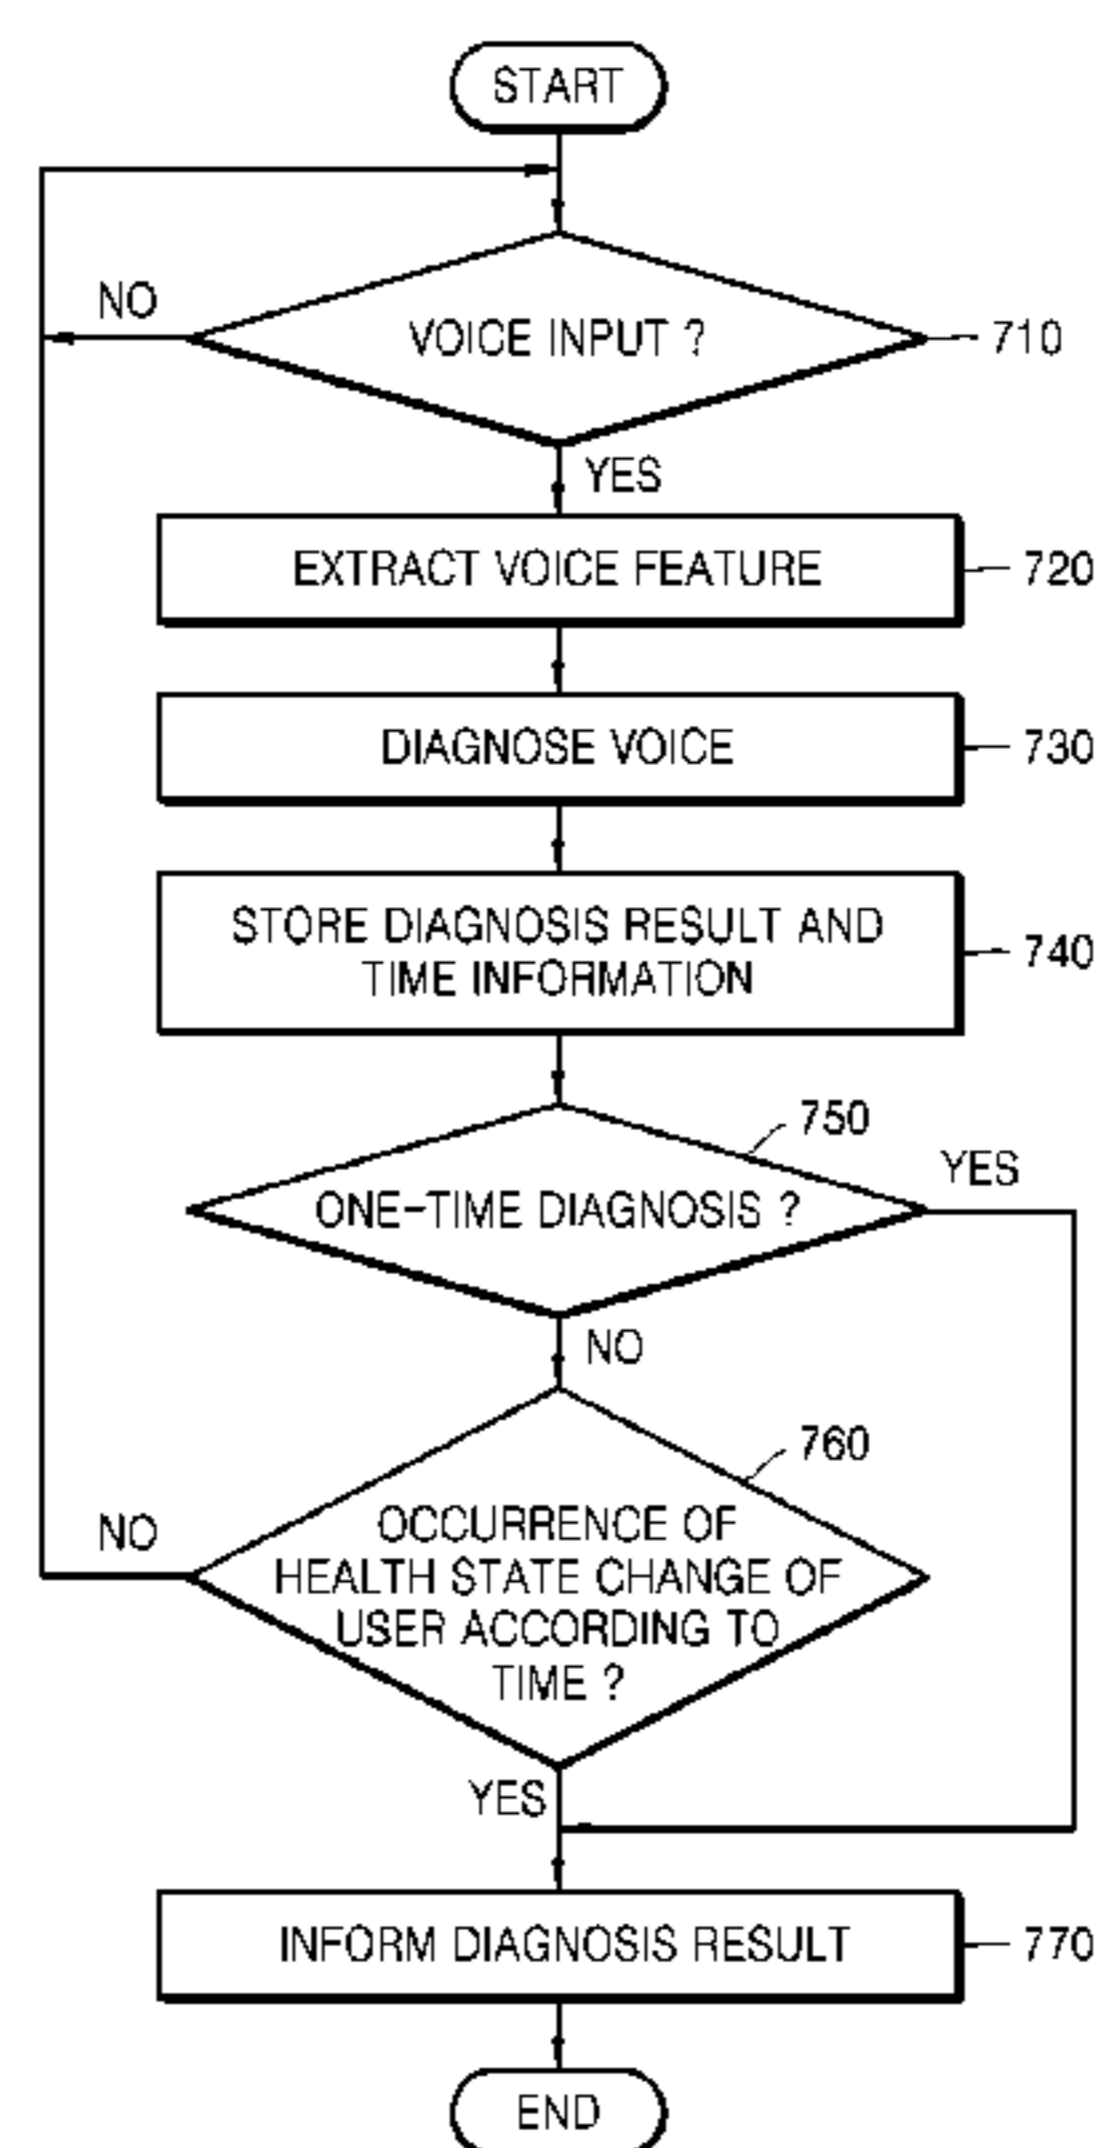 START
NO
VOICE INPUT ?
710
YES
EXTRACT VOICE FEATURE
720
DIAGNOSE VOICE
730
STORE DIAGNOSIS RESULT AND
TIME INFORMATION
740
750
YES
ONE-TIME DIAGNOSIS ?
NO
760
NO
OCCURRENCE OF
HEALTH STATE CHANGE OF
USER ACCORDING TO
TIME ?
YES
INFORM DIAGNOSIS RESULT
770
END